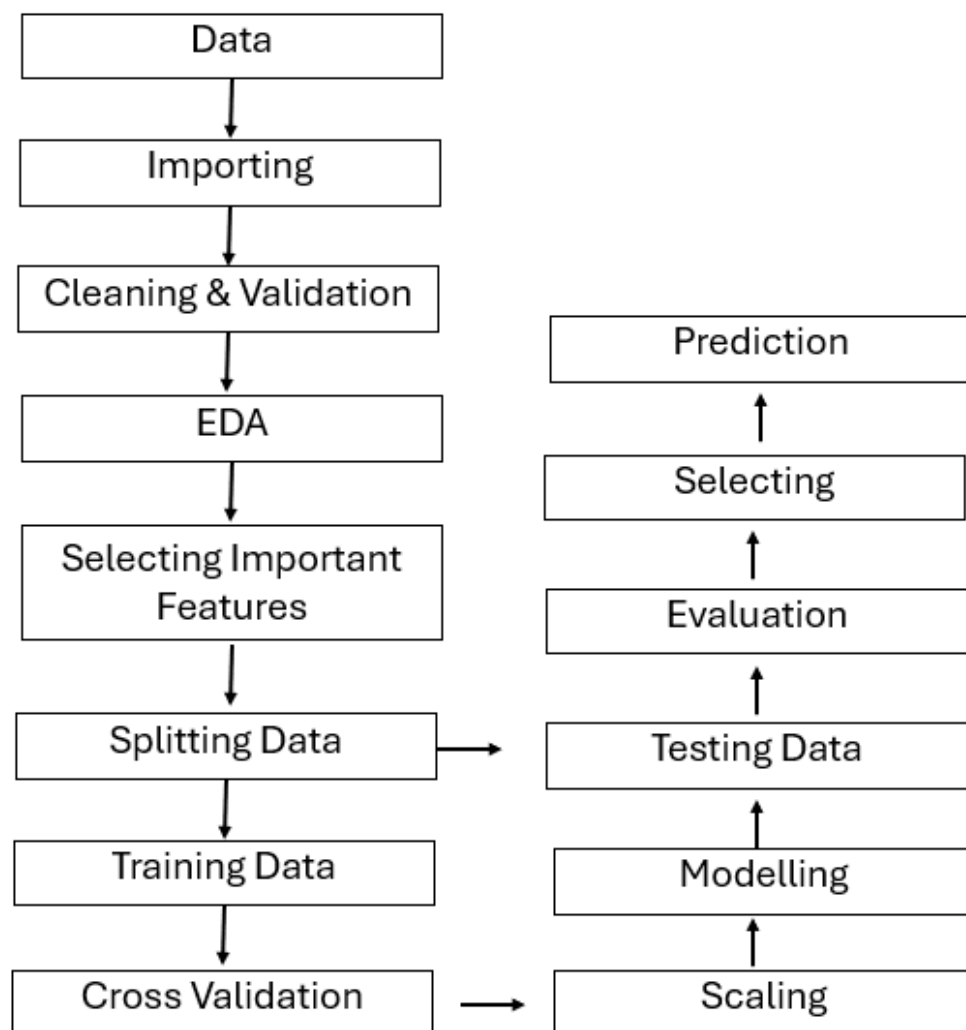 Data
Importing
Cleaning & Validation
EDA
Selecting Important
Features
Splitting Data
Training Data
Cross Validation
Scaling
Modelling
Testing Data
Evaluation
Selecting
Prediction